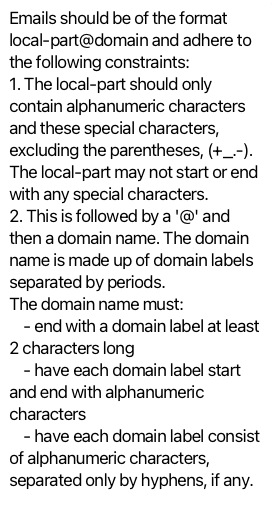 Emails should be of the format
local-part@domain and adhere to
the following constraints:
1. The local-part should only
contain alphanumeric characters
and these special characters,
excluding the parentheses, (+_.-).
The local-part may not start or end
with any special characters.
2. This is followed by a '@' and
then a domain name. The domain
name is made up of domain labels
separated by periods.
The domain name must:
- end with a domain label at least
2 characters long
- have each domain label start
and end with alphanumeric
characters
- have each domain label consist
of alphanumeric characters,
separated only by hyphens, if any.